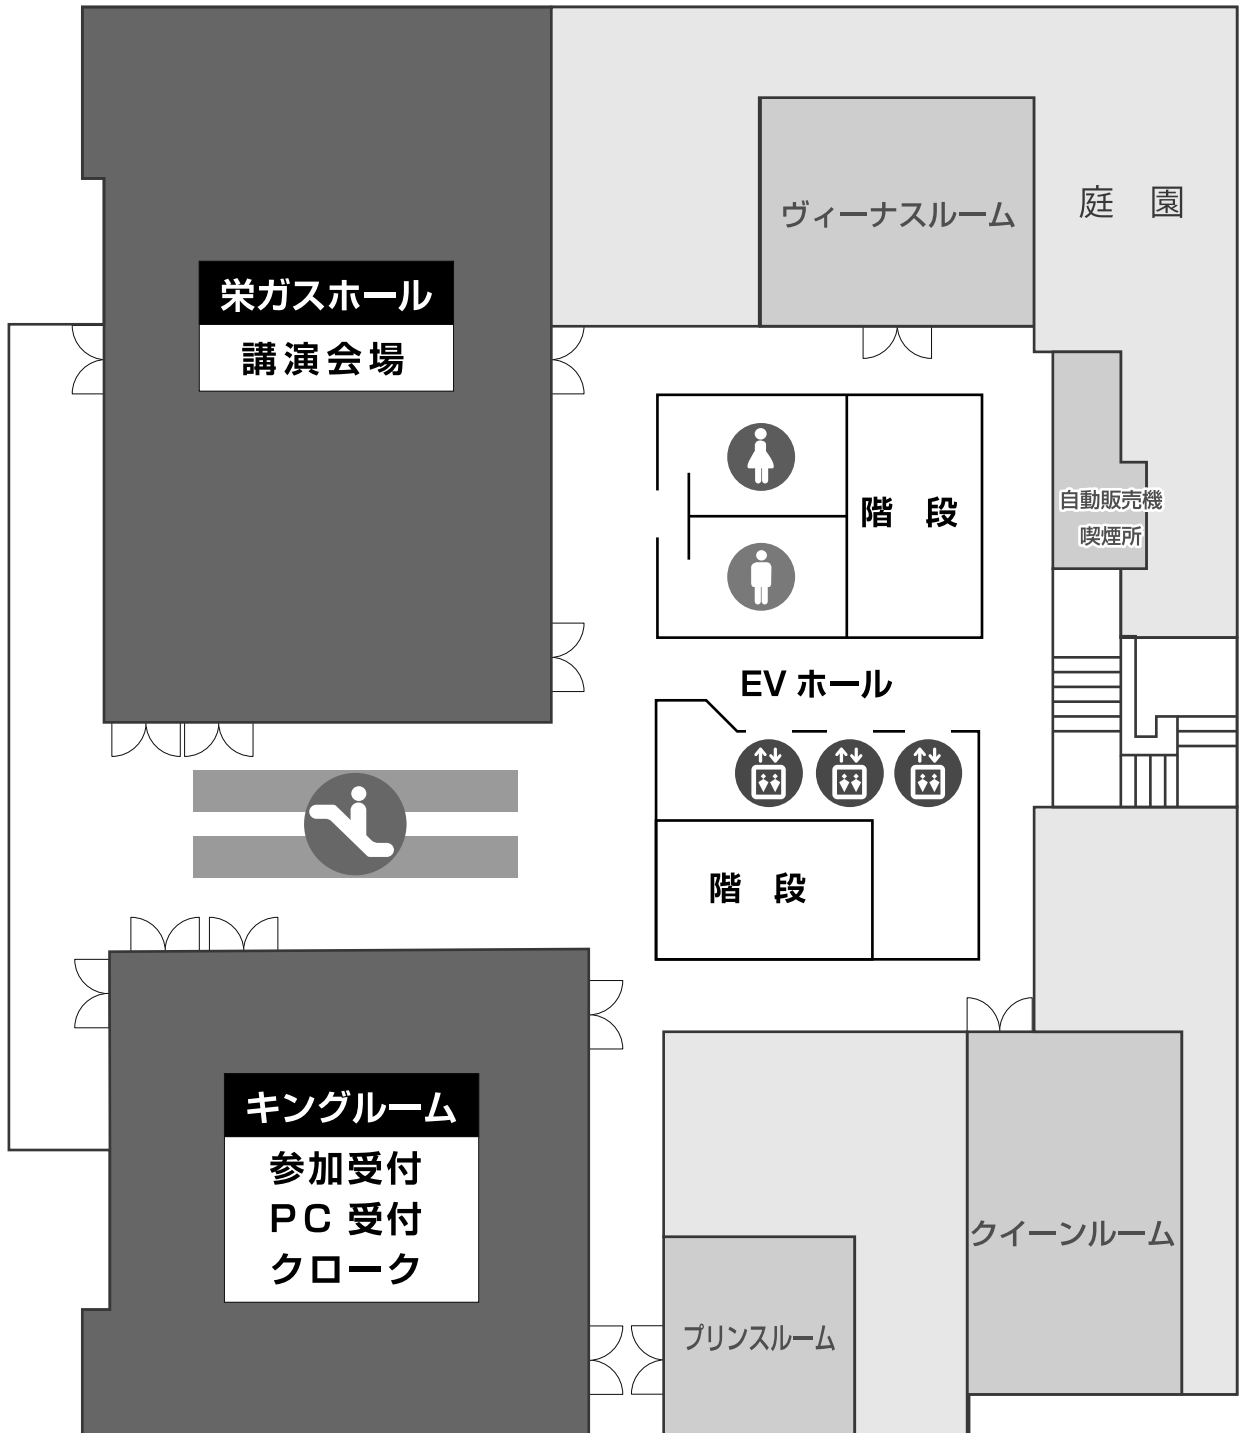 ヴィーナスルーム
庭　園
栄ガスホール
講演会場
階　段
自動販売機
喫煙所
EV ホール
階　段
キングルーム
参加受付
PC 受付
クローク
クイーンルーム
プリンスルーム